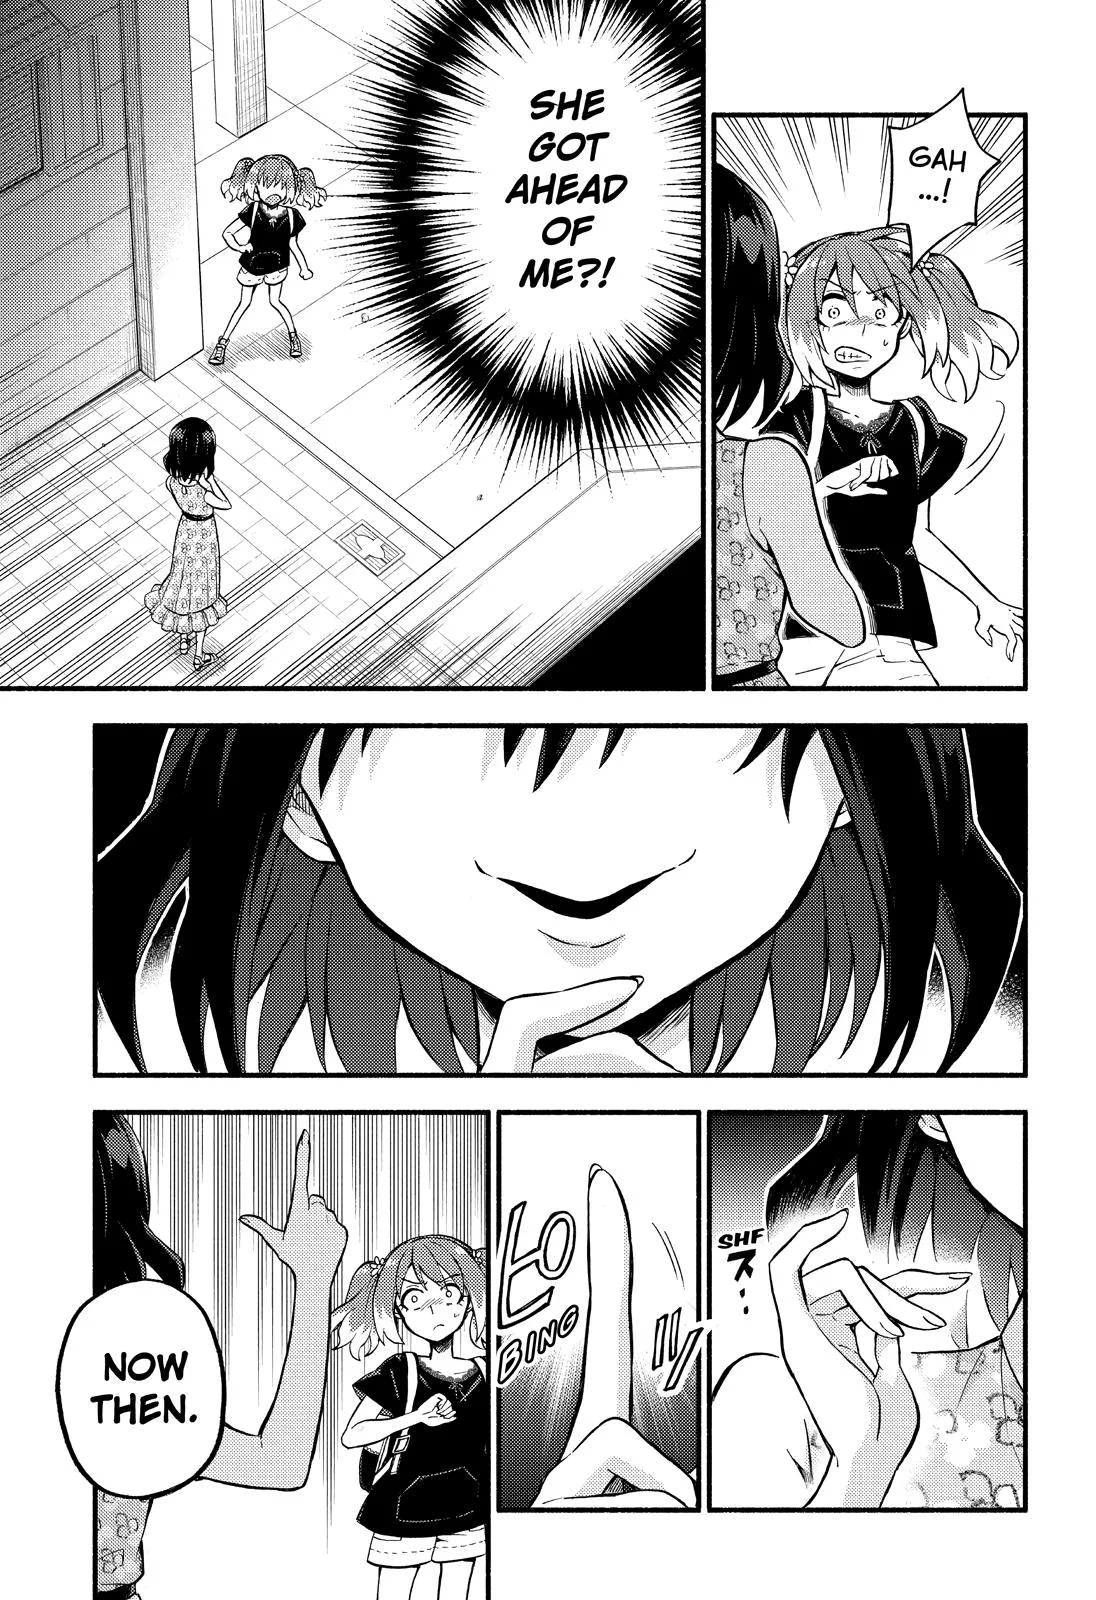 GAH
...!
SHE
GOT
AHEAD
OF
ME?!
SHF
ス...
ピ
BING
NOW
THEN.